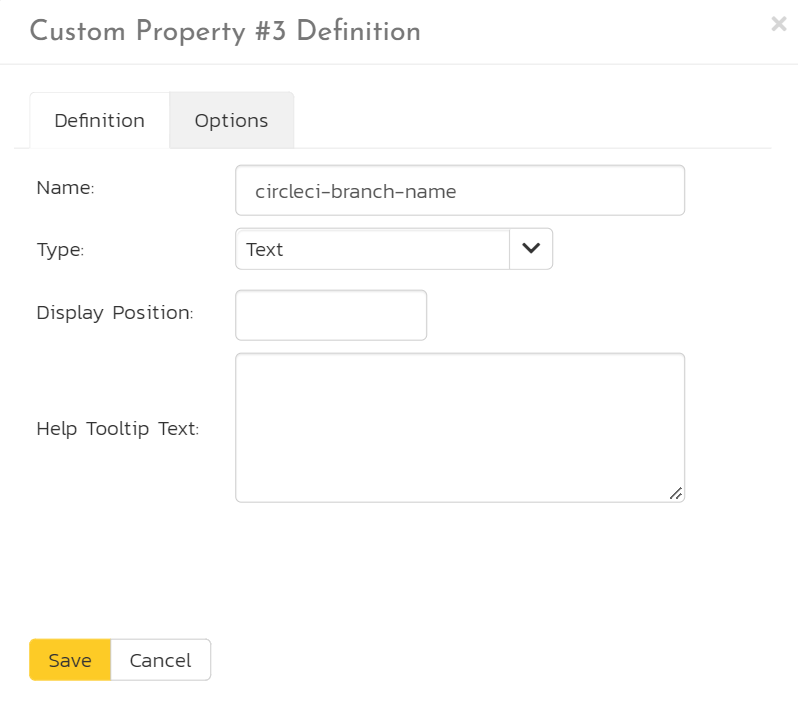 Custom Property #3 Definition
×
Definition Options
Name: circleci-branch-name
Type: Text
Display Position:
Help Tooltip Text:
Save Cancel